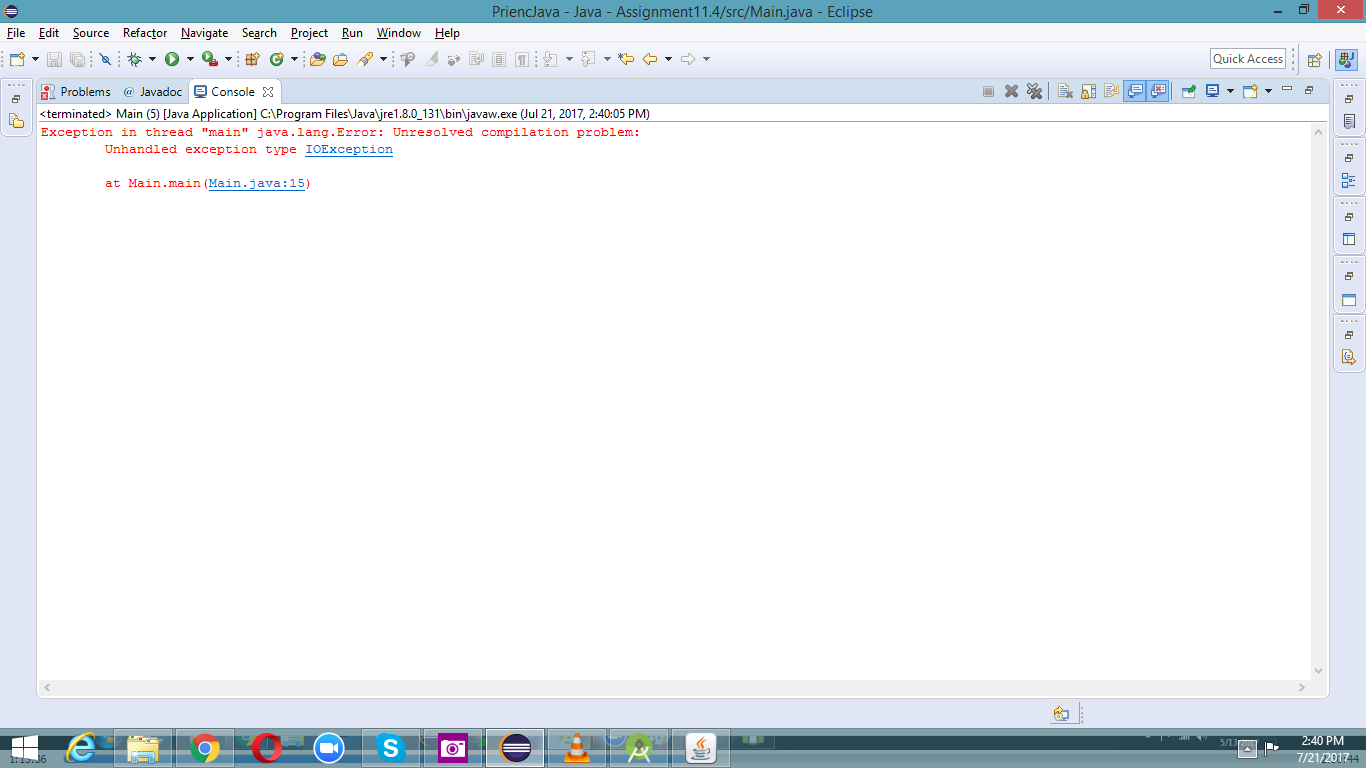 PriencJava - Java - Assignment11.4/src/Main.java - Eclipse
File Edit Source Refactor Navigate Search Project Run Window Help
Quick Access
Problems @ Javadoc Console
<terminated> Main (5) [Java Application] C:\Program Files\Java\jre1.8.0_131\bin\javaw.exe (Jul 21, 2017, 2:40:05 PM)
Exception in thread "main" java.lang.Error: Unresolved compilation problem:
Unhandled exception type IOException
at Main.main(Main.java:15)
2:40 PM
7/21/2017